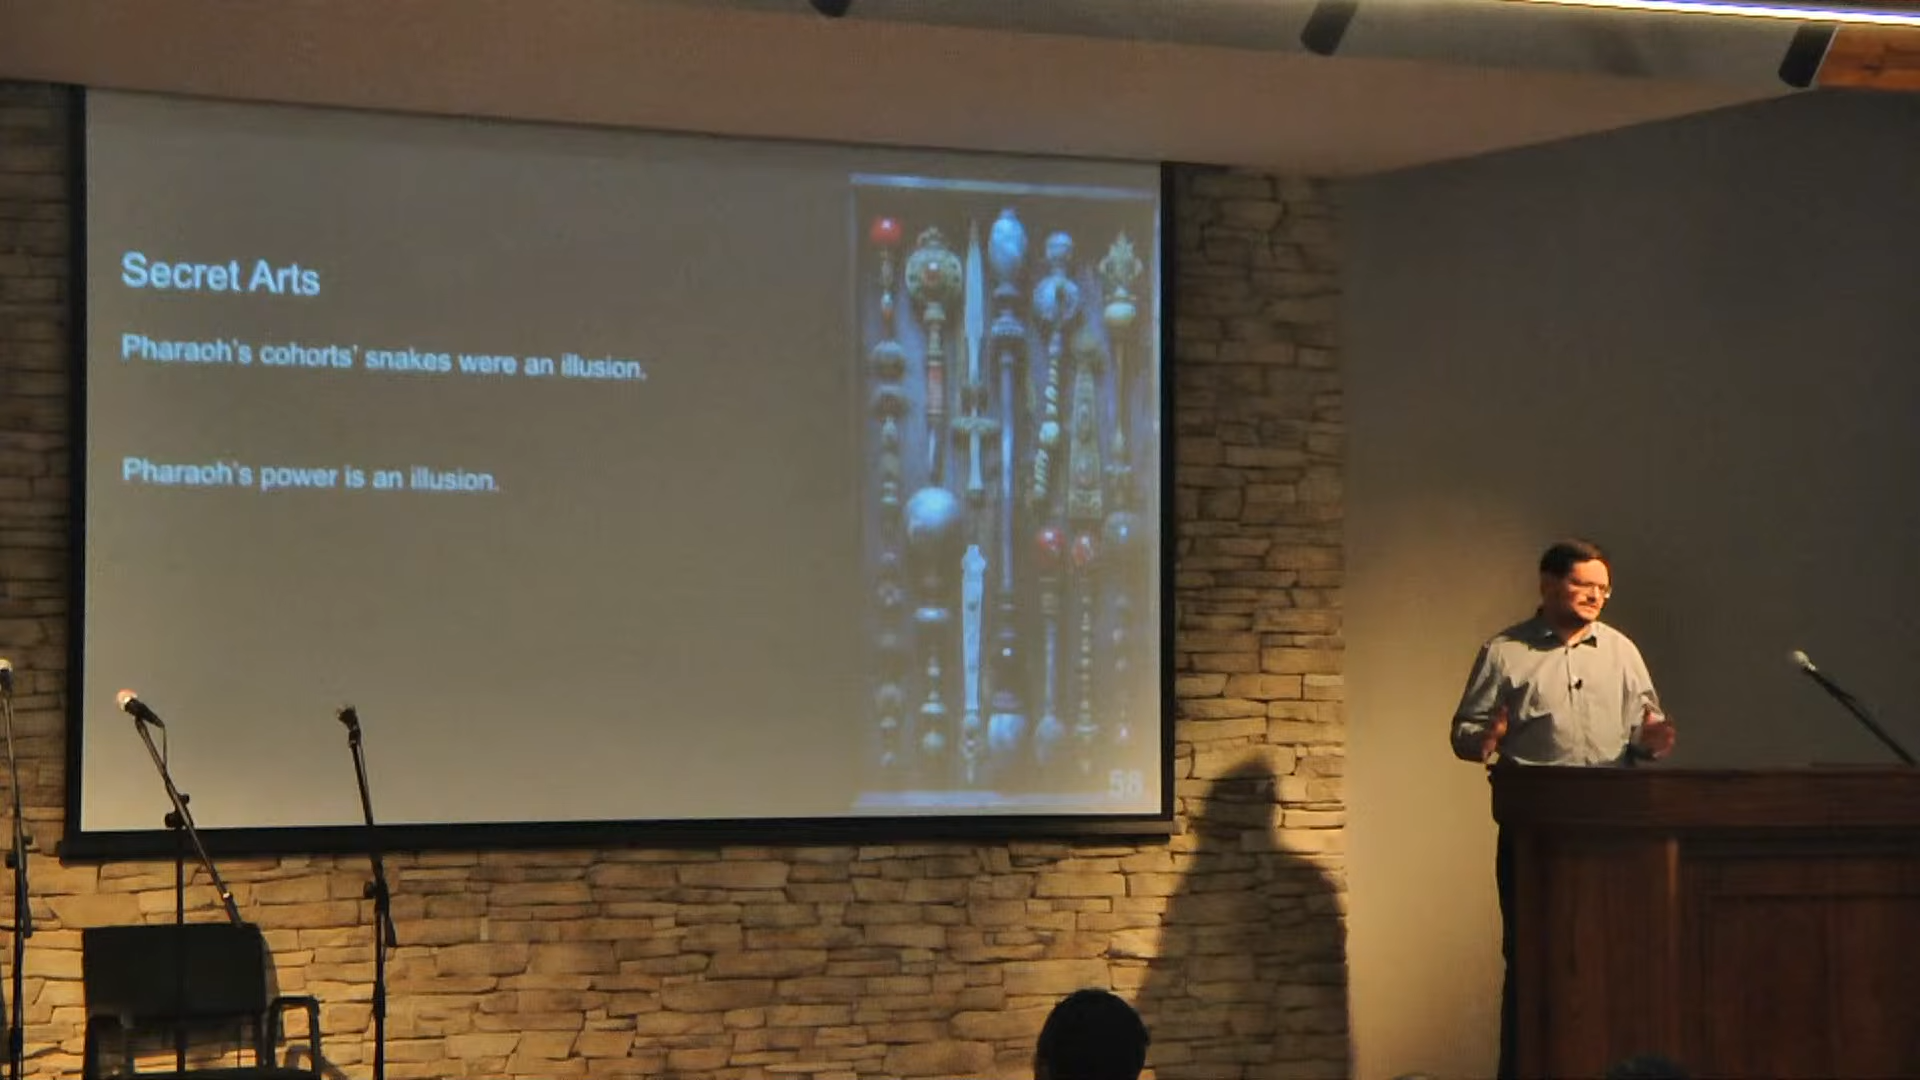 Secret Arts
Pharaoh's cohorts' snakes were an illusion.
Pharaoh's power is an illusion.
58